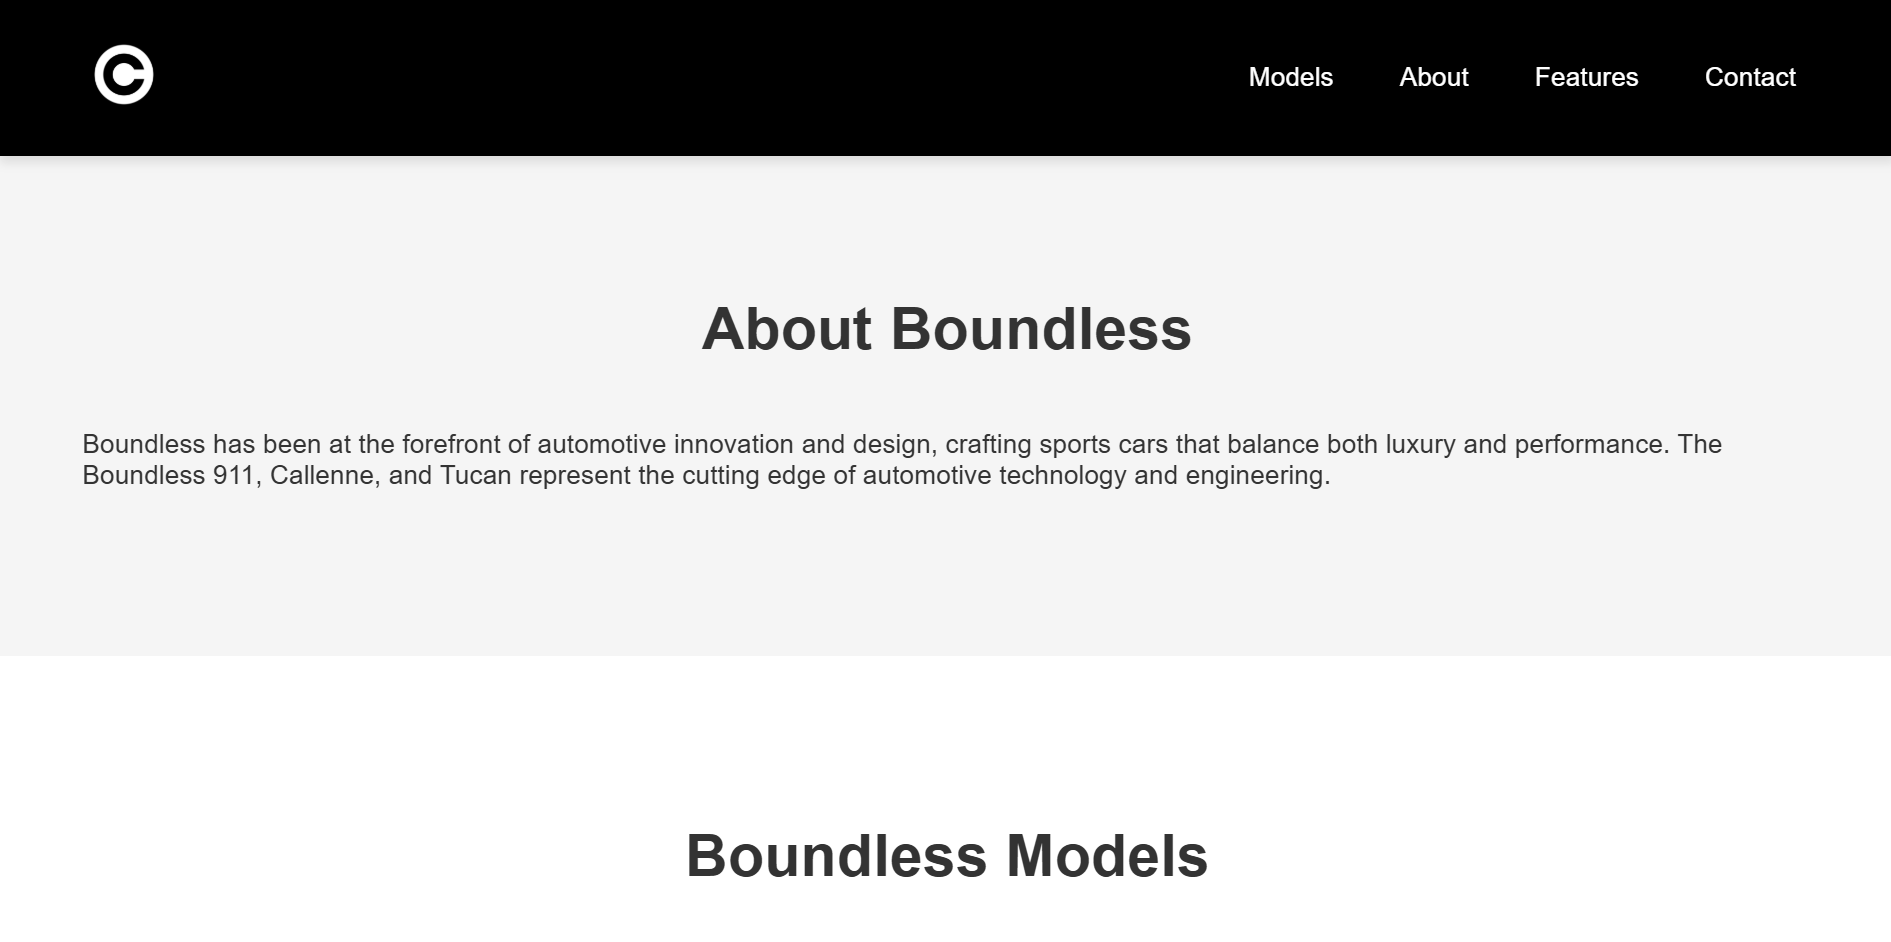 Models About Features Contact
About Boundless
Boundless has been at the forefront of automotive innovation and design, crafting sports cars that balance both luxury and performance. The
Boundless 911, Callenne, and Tucan represent the cutting edge of automotive technology and engineering.
Boundless Models